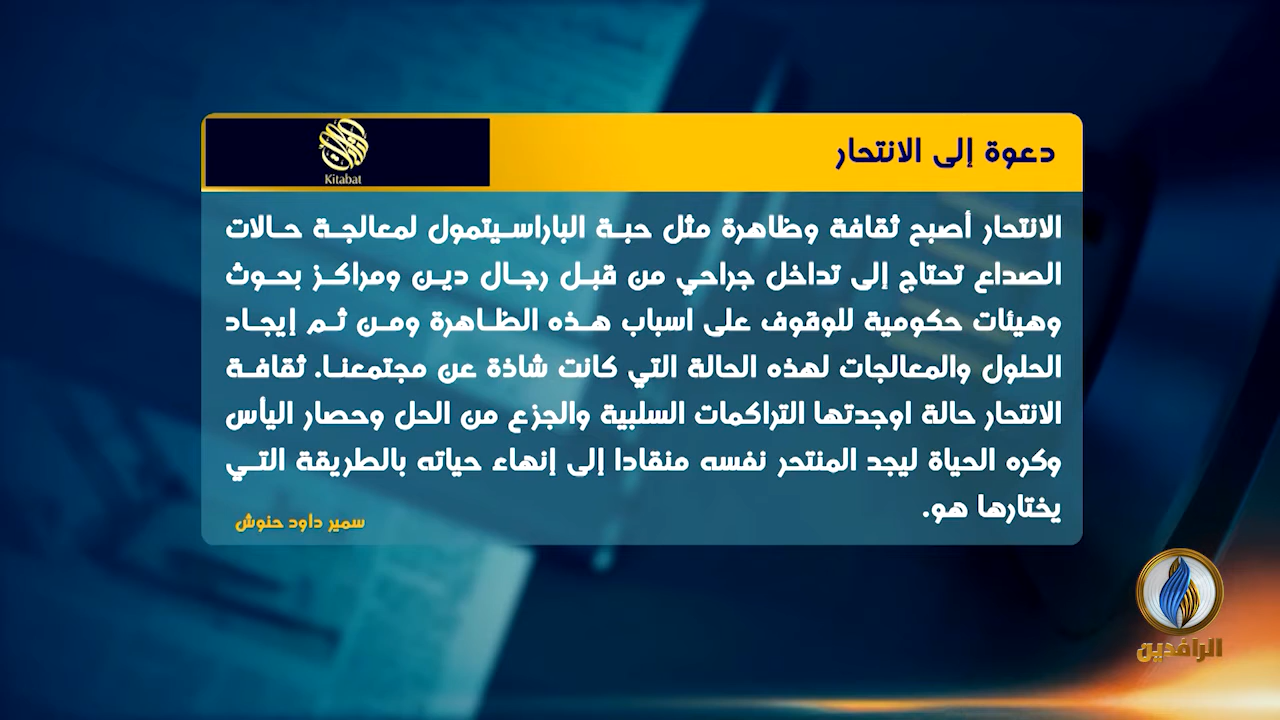 دعوة إلى الانتحار
Kitabat
الانتحار أصبح ثقافة وظاهرة مثل حبة الباراسيتمول لمعالجة حالات
الصداع تحتاج إلى تداخل جراحي من قبل رجال دين ومراكز بحوث
وهيئات حكومية للوقوف على اسباب هذه الظاهرة ومن ثم إيجاد
الحلول والمعالجات لهذه الحالة التي كانت شاذة عن مجتمعنا. ثقافة
الانتحار حالة اوجدتها التراكمات السلبية والجزع من الحل وحصار اليأس
وكره الحياة ليجد المنتحر نفسه منقادا إلى إنهاء حياته بالطريقة التي
يختارها هو.
سمير داود حنوش
الرافدين